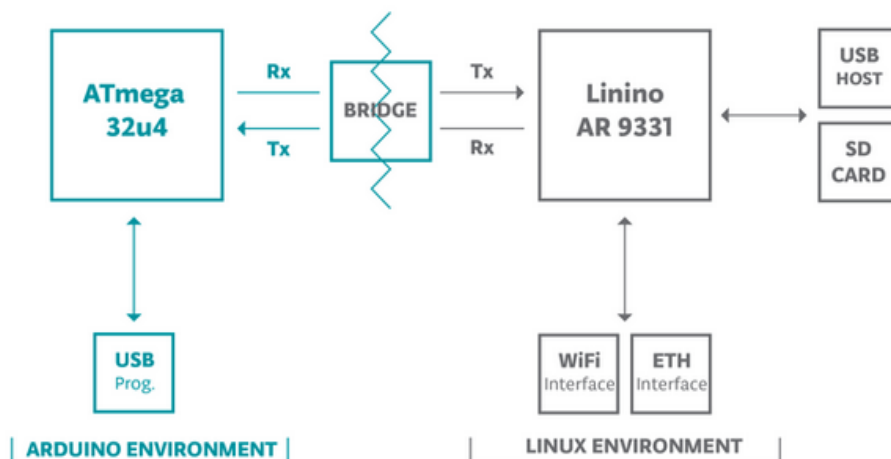 ATmega
32u4
Rx
Tx
BRIDGE
Tx
Rx
Linino
AR 9331
USB
HOST
SD
CARD
USB
Prog.
WiFi
Interface
ETH
Interface
ARDUINO ENVIRONMENT
LINUX ENVIRONMENT